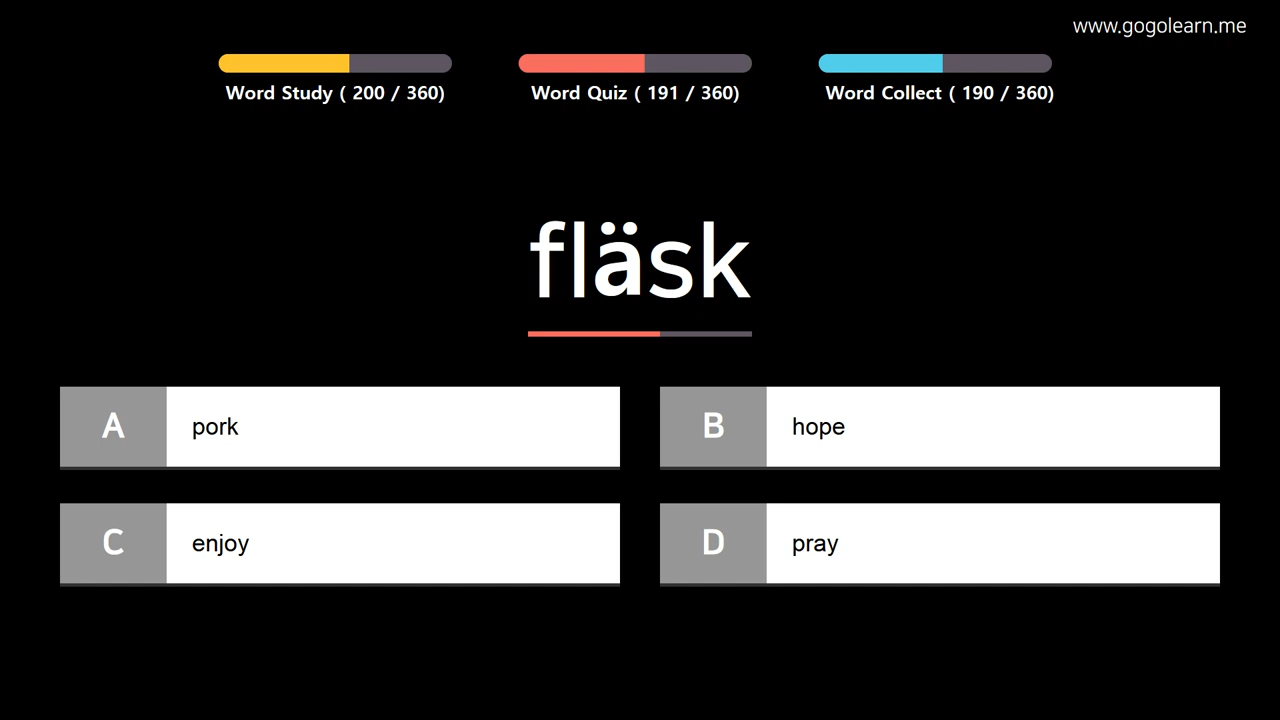 www.gogolearn.me
Word Study ( 200 / 360)
Word Quiz ( 191 / 360)
Word Collect ( 190 / 360)
fläsk
A pork
B hope
C enjoy
D pray